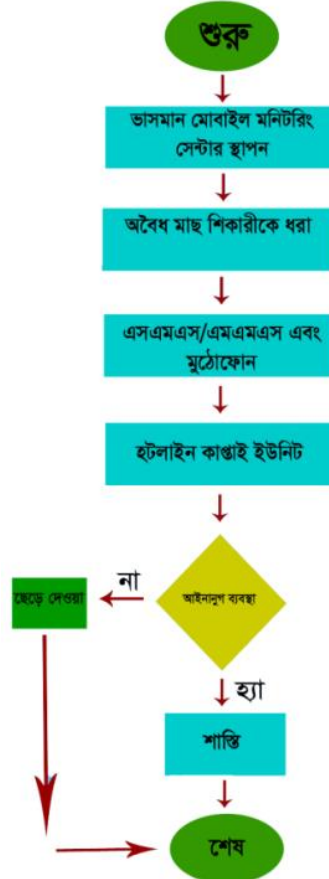 শুরু
ভাসমান মোবাইল মনিটরিং
সেন্টার স্থাপন
অবৈধ মাছ শিকারীকে ধরা
এসএমএস/এমএমএস এবং
মুঠোফোন
হটলাইন কাপ্তাই ইউনিট
আইনানুগ ব্যবস্থা
না
ছেড়ে দেওয়া
হ্যা
শাস্তি
শেষ